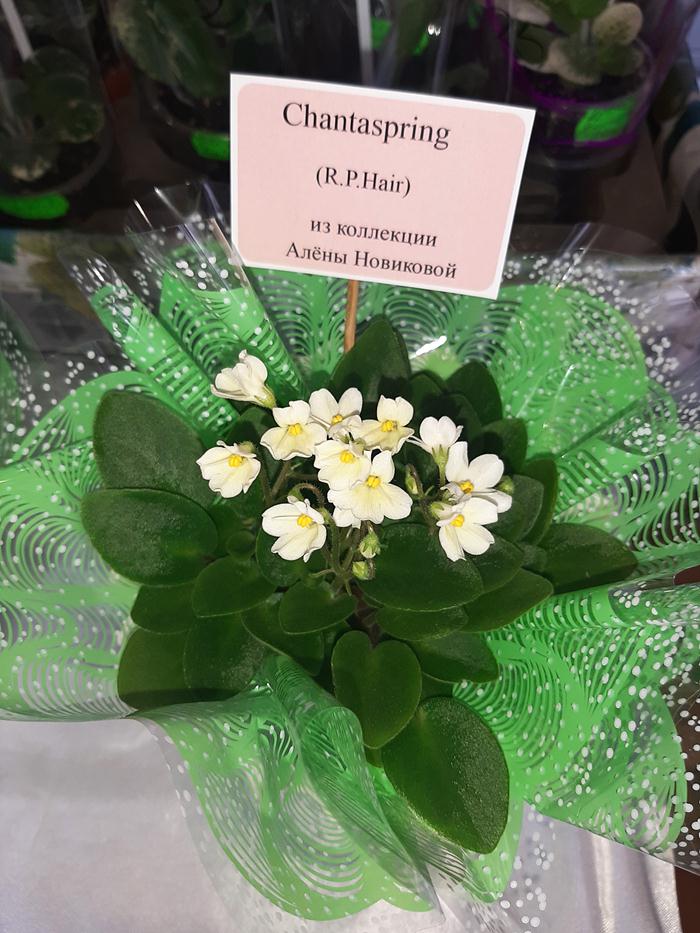 Chantaspring
(R.P.Hair)
из коллекции
Алёны Новиковой